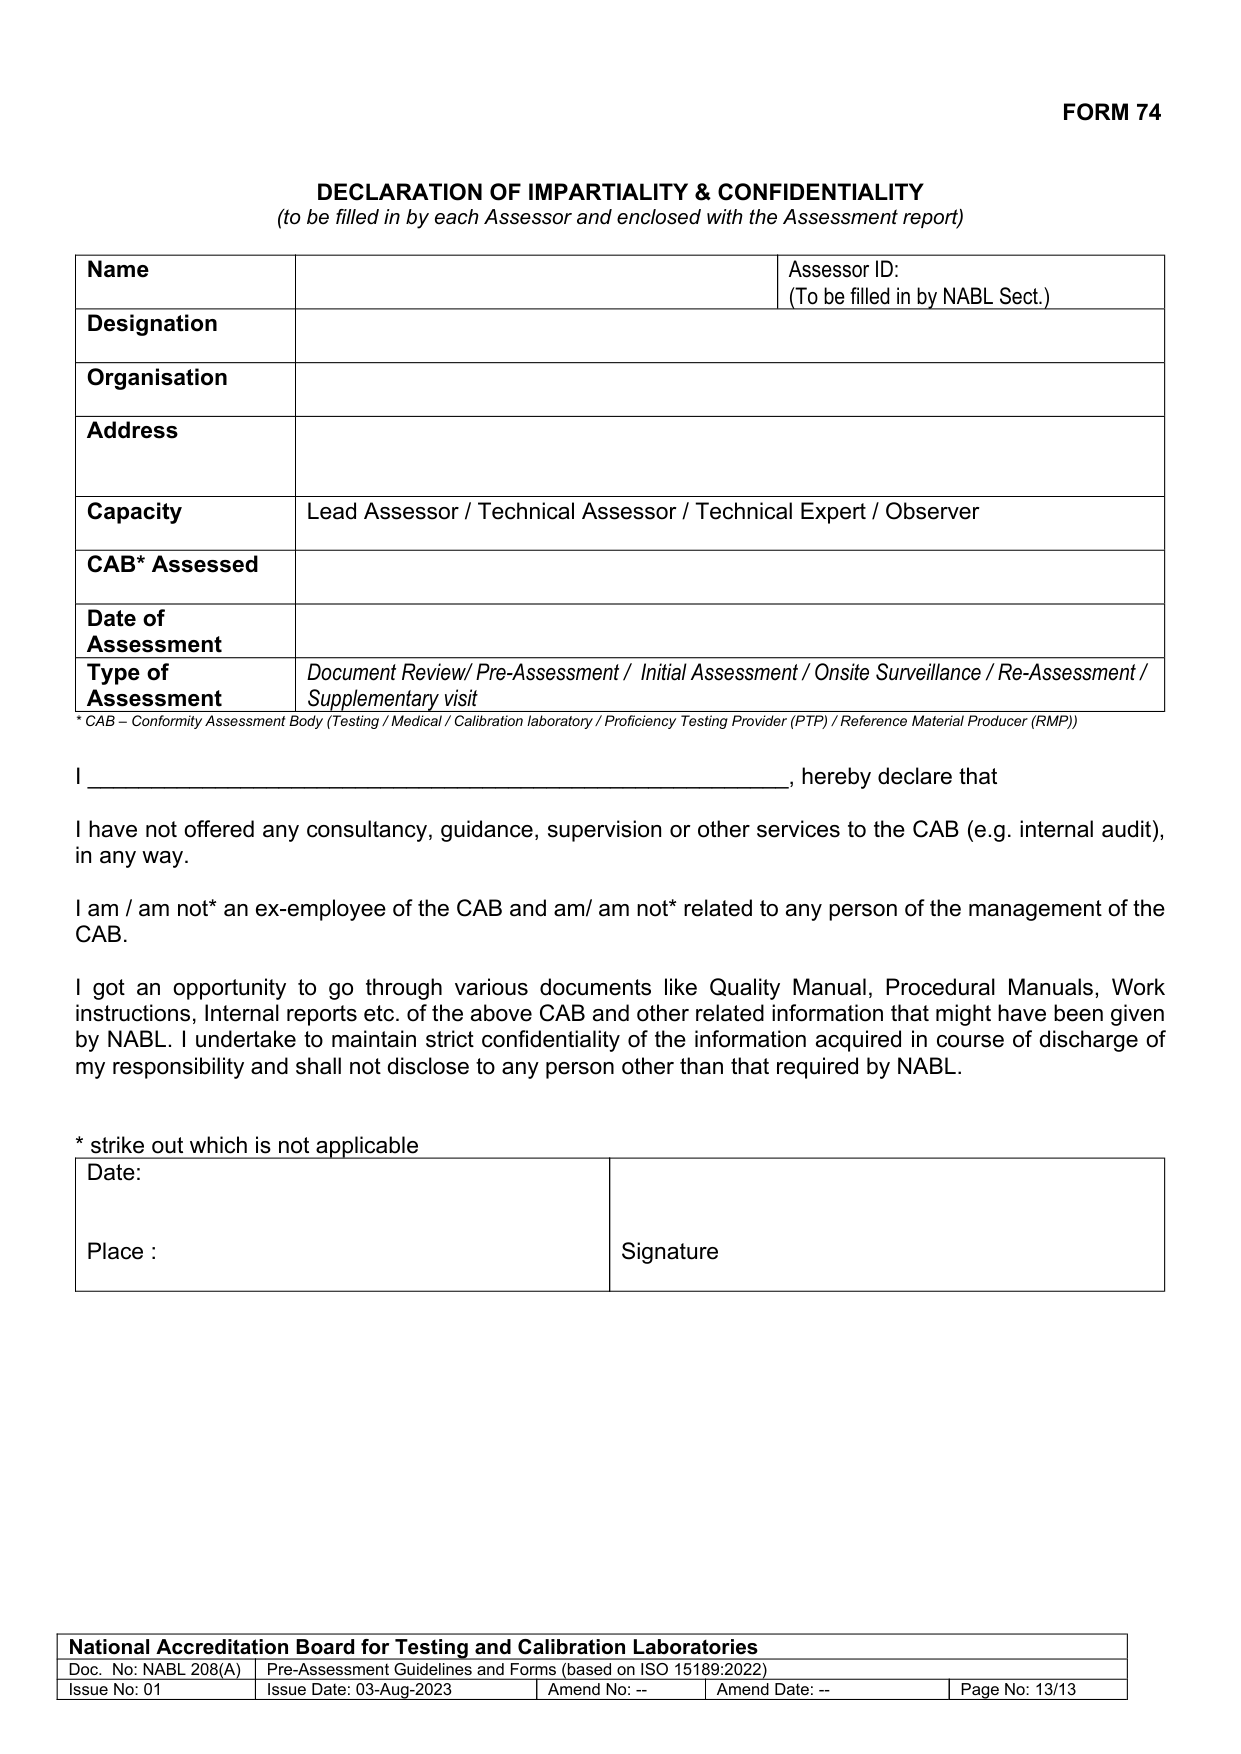 FORM 74
DECLARATION OF IMPARTIALITY & CONFIDENTIALITY
(to be filled in by each Assessor and enclosed with the Assessment report)
Name
Assessor ID:
(To be filled in by NABL Sect.)
Designation
Organisation
Address
Capacity
Lead Assessor / Technical Assessor / Technical Expert / Observer
CAB* Assessed
Date of
Assessment
Type of
Assessment
Document Review/ Pre-Assessment /  Initial Assessment / Onsite Surveillance / Re-Assessment /
Supplementary visit
* CAB – Conformity Assessment Body (Testing / Medical / Calibration laboratory / Proficiency Testing Provider (PTP) / Reference Material Producer (RMP))
I ________________________________________________________, hereby declare that
I have not offered any consultancy, guidance, supervision or other services to the CAB (e.g. internal audit),
in any way.
I am / am not* an ex-employee of the CAB and am/ am not* related to any person of the management of the
CAB.
I got an opportunity to go through various documents like Quality Manual, Procedural Manuals, Work
instructions, Internal reports etc. of the above CAB and other related information that might have been given
by NABL. I undertake to maintain strict confidentiality of the information acquired in course of discharge of
my responsibility and shall not disclose to any person other than that required by NABL.
* strike out which is not applicable
Date:
Place :
Signature
National Accreditation Board for Testing and Calibration Laboratories
Doc.  No: NABL 208(A)
Pre-Assessment Guidelines and Forms (based on ISO 15189:2022)
Issue No: 01
Issue Date: 03-Aug-2023
Amend No: --
Amend Date: --
Page No: 13/13